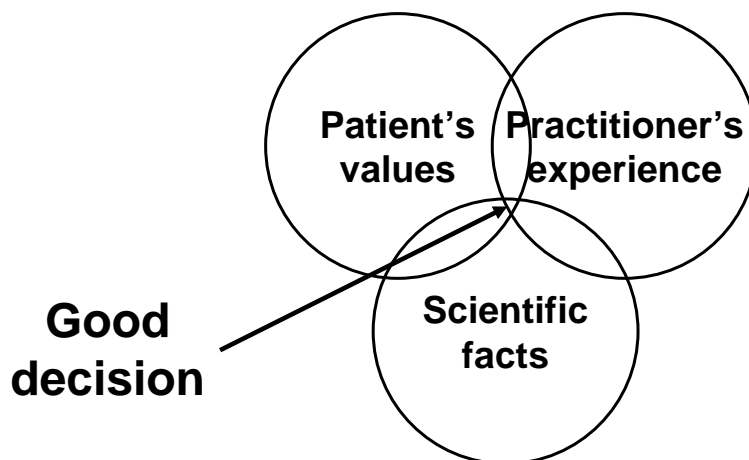 Patient’s
values
Practitioner’s
experience
Scientific
facts
Good
decision